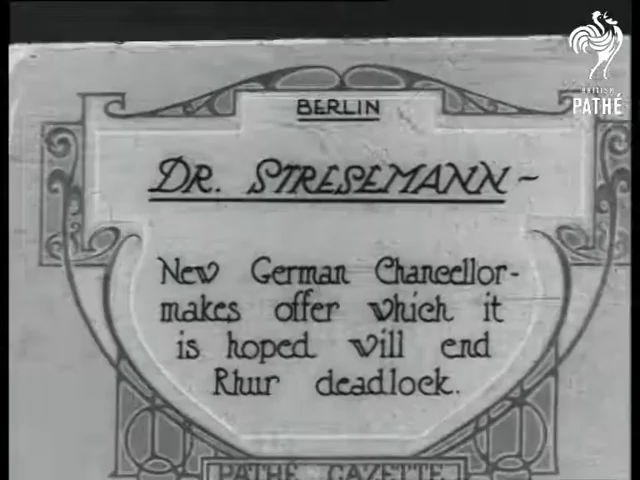 BRITISH
PATHÉ
BERLIN
DR. STRESEMANN~
New German Chancellor-
makes offer which it
is hoped will end
Rhur deadlock.
PATHE GAZETTE